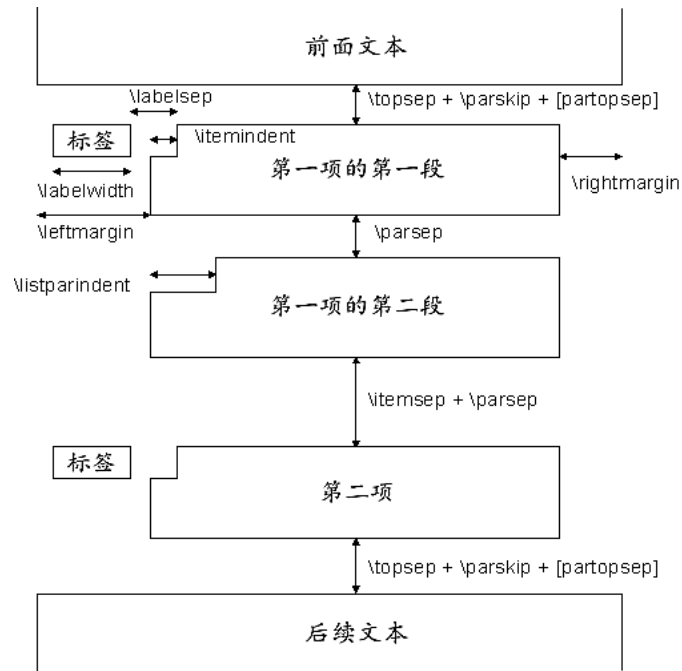 前面文本
\labelsep
\topsep + \parskip + [partopsep]
标签
\itemindent
第一项的第一段
\labelwidth
\rightmargin
\leftmargin
\parsep
\listparindent
第一项的第二段
\itemsep + \parsep
标签
第二项
\topsep + \parskip + [partopsep]
后续文本